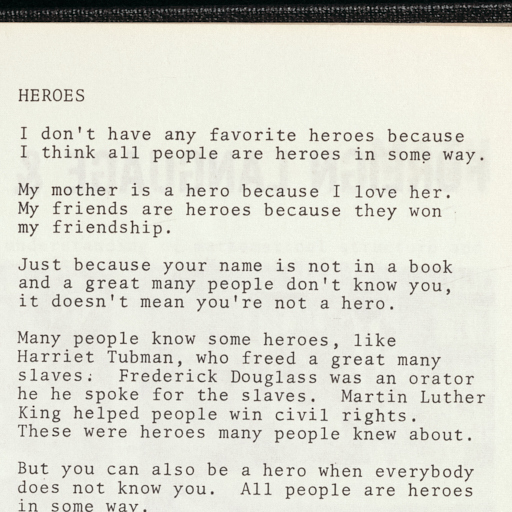 HEROES
I don't have any favorite heroes because
I think all people are heroes in some way.
My mother is a hero because I love her.
My friends are heroes because they won
my friendship.
Just because your name is not in a book
and a great many people don't know you,
it doesn't mean you're not a hero.
Many people know some heroes, like
Harriet Tubman, who freed a great many
slaves. Frederick Douglass was an orator
he he spoke for the slaves. Martin Luther
King helped people win civil rights.
These were heroes many people knew about.
But you can also be a hero when everybody
does not know you. All people are heroes
in some way.